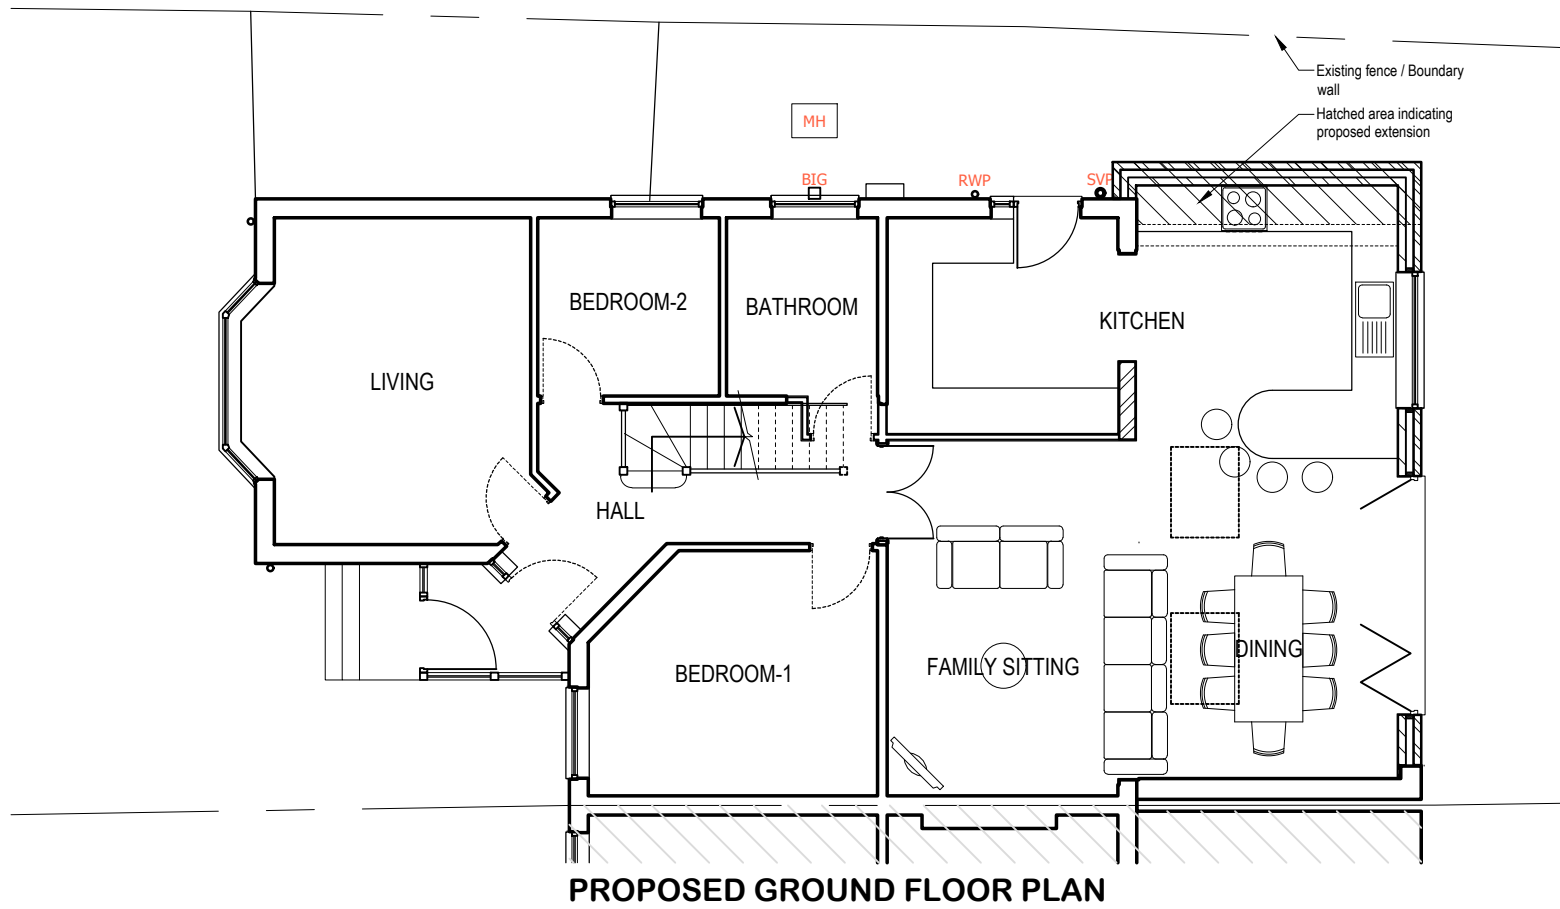 Existing fence / Boundary
wall
Hatched area indicating
proposed extension
MH
BIG
RWP
SVP
BEDROOM-2
BATHROOM
KITCHEN
LIVING
HALL
BEDROOM-1
FAMILY SITTING
DINING
PROPOSED GROUND FLOOR PLAN